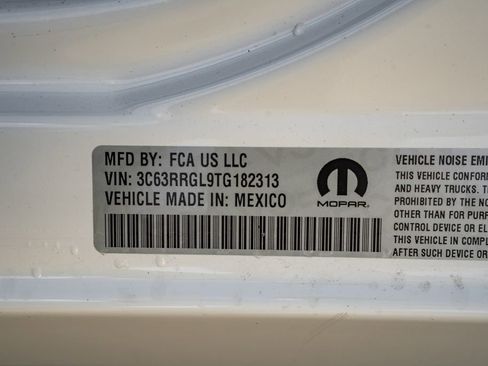 MFD BY: FCA US LLC
VIN: 3C63RRGL9TG182313
VEHICLE MADE IN: MEXICO
MOPAR
VEHICLE NOISE EMI
THIS VEHICLE CONFORM
AND HEAVY TRUCKS. TH
PROHIBITED BY THE NO
OTHER THAN FOR PURP
CONTROL DEVICE OR EL
THIS VEHICLE IN COMPL
AFTER SUCH DEVICE OR